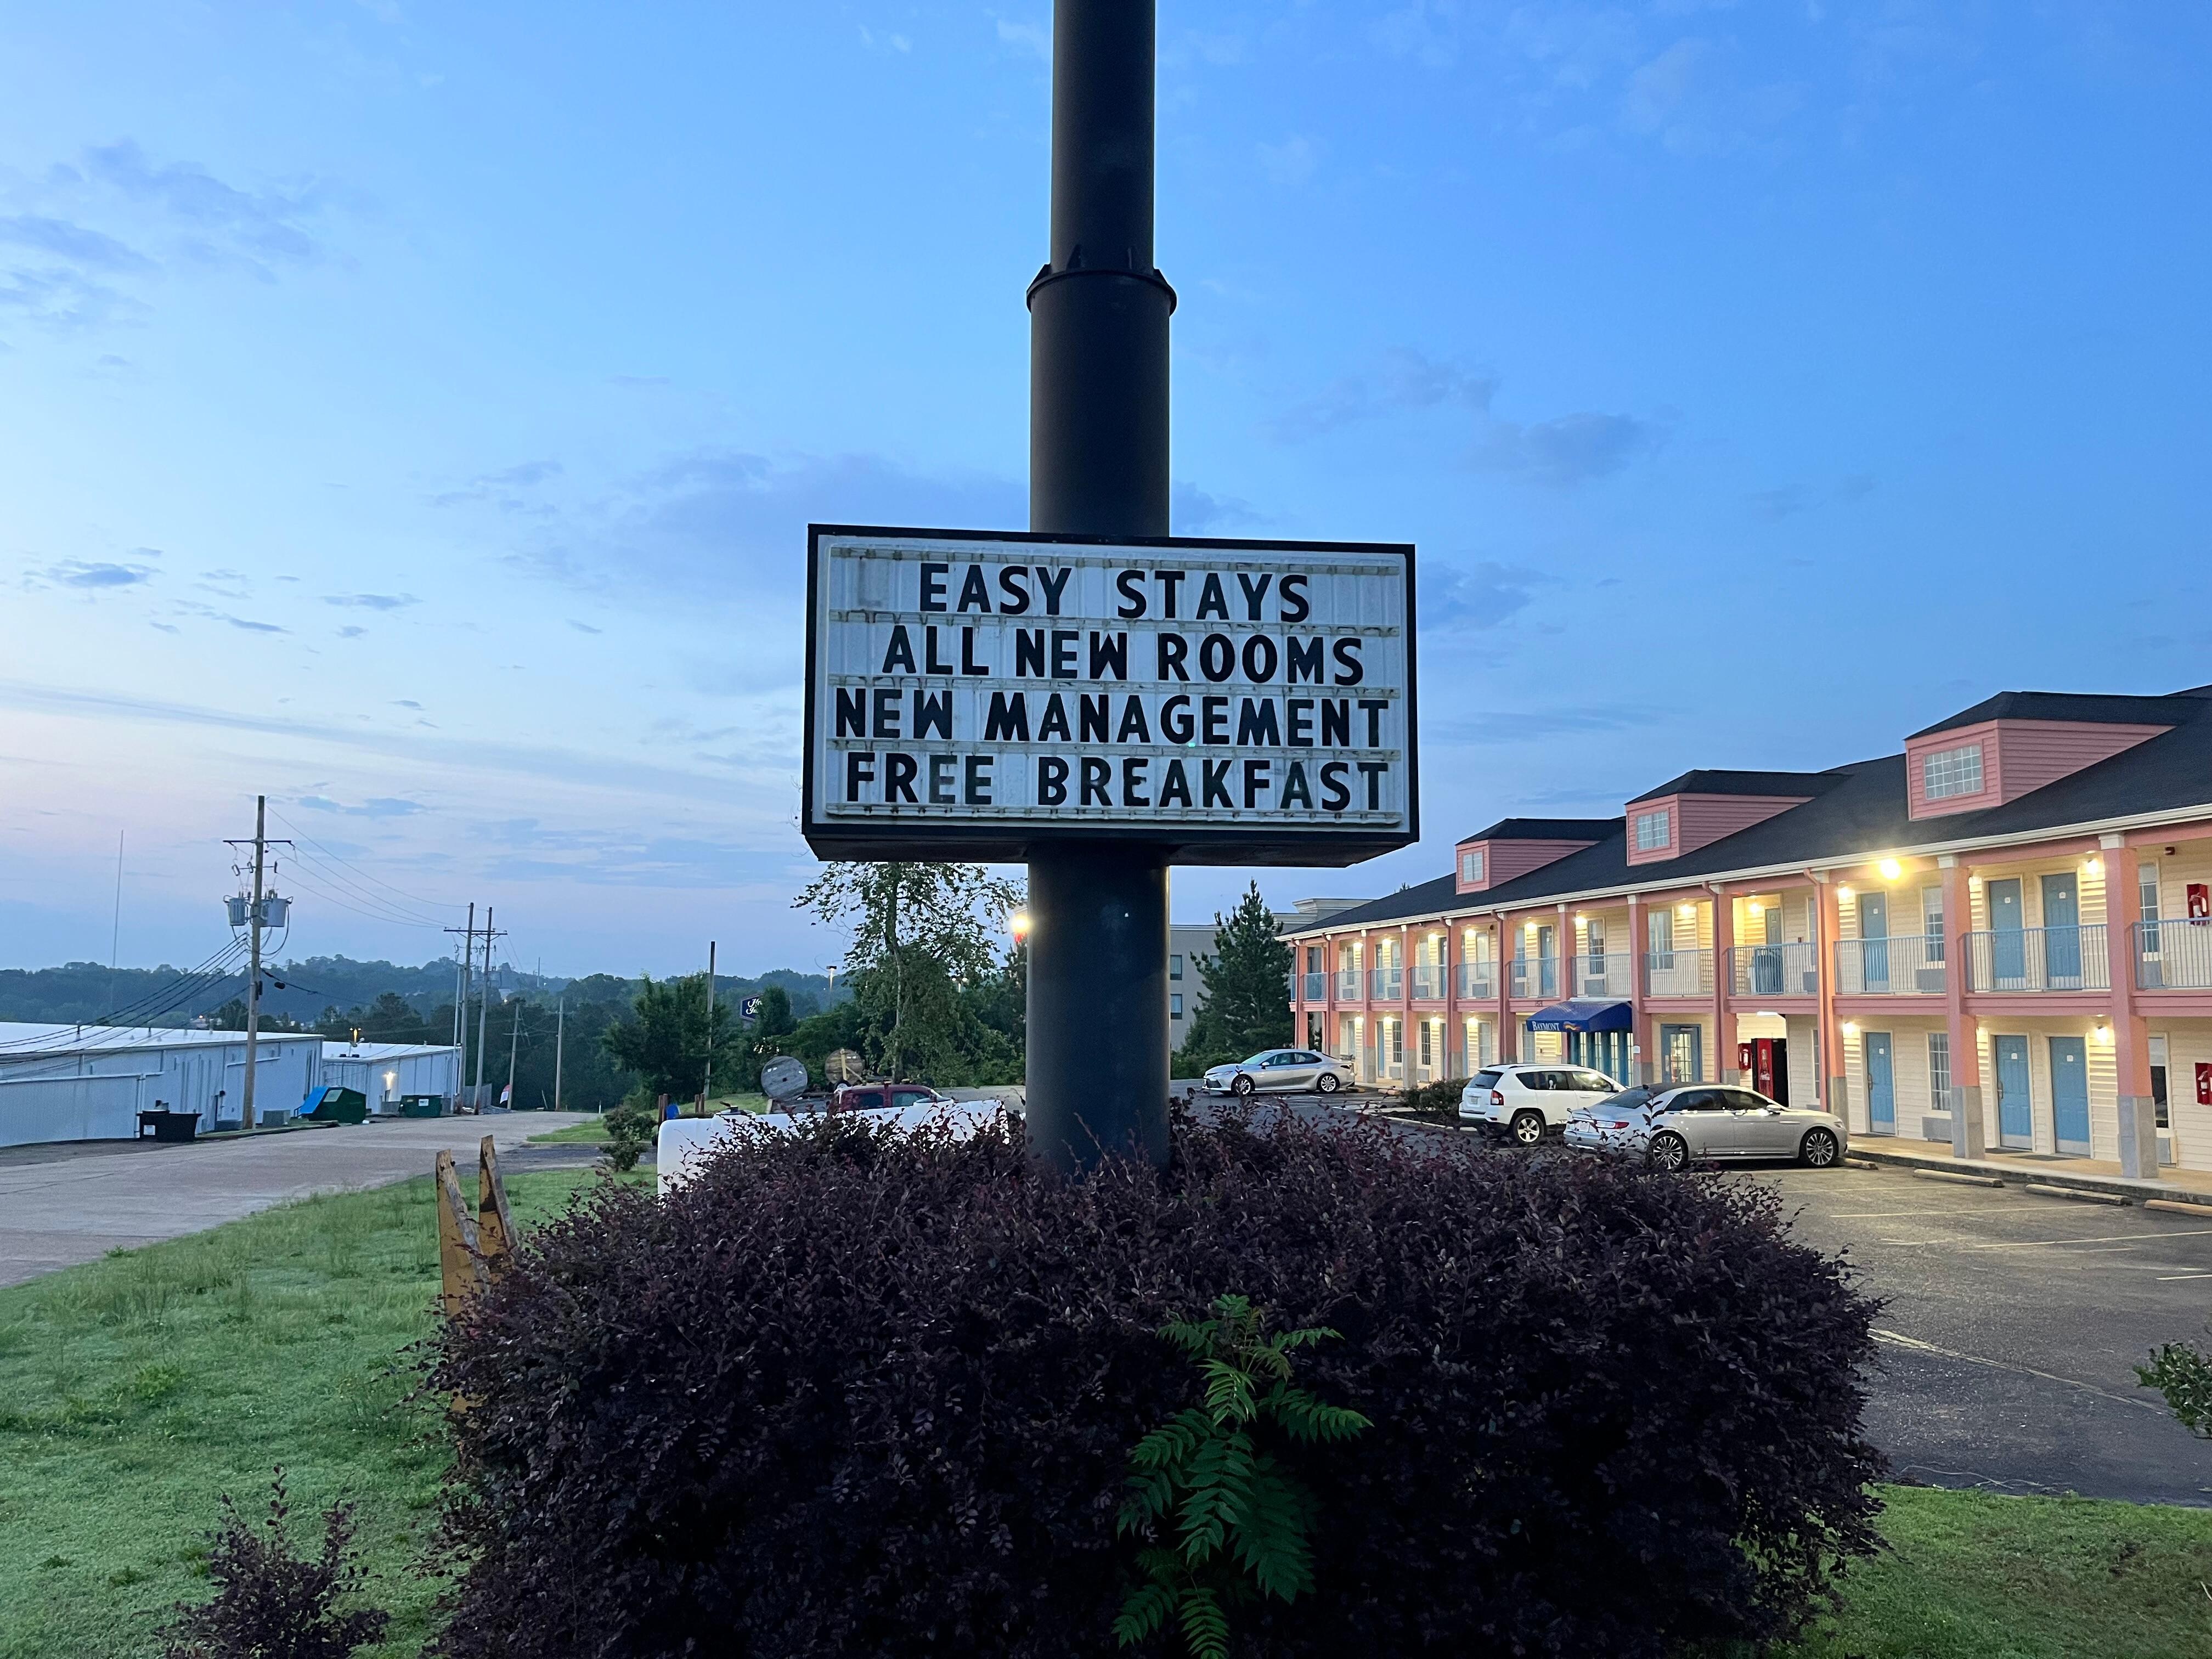 EASY STAYS
ALL NEW ROOMS
NEW MANAGEMENT
FREE BREAKFAST
BAYMONT